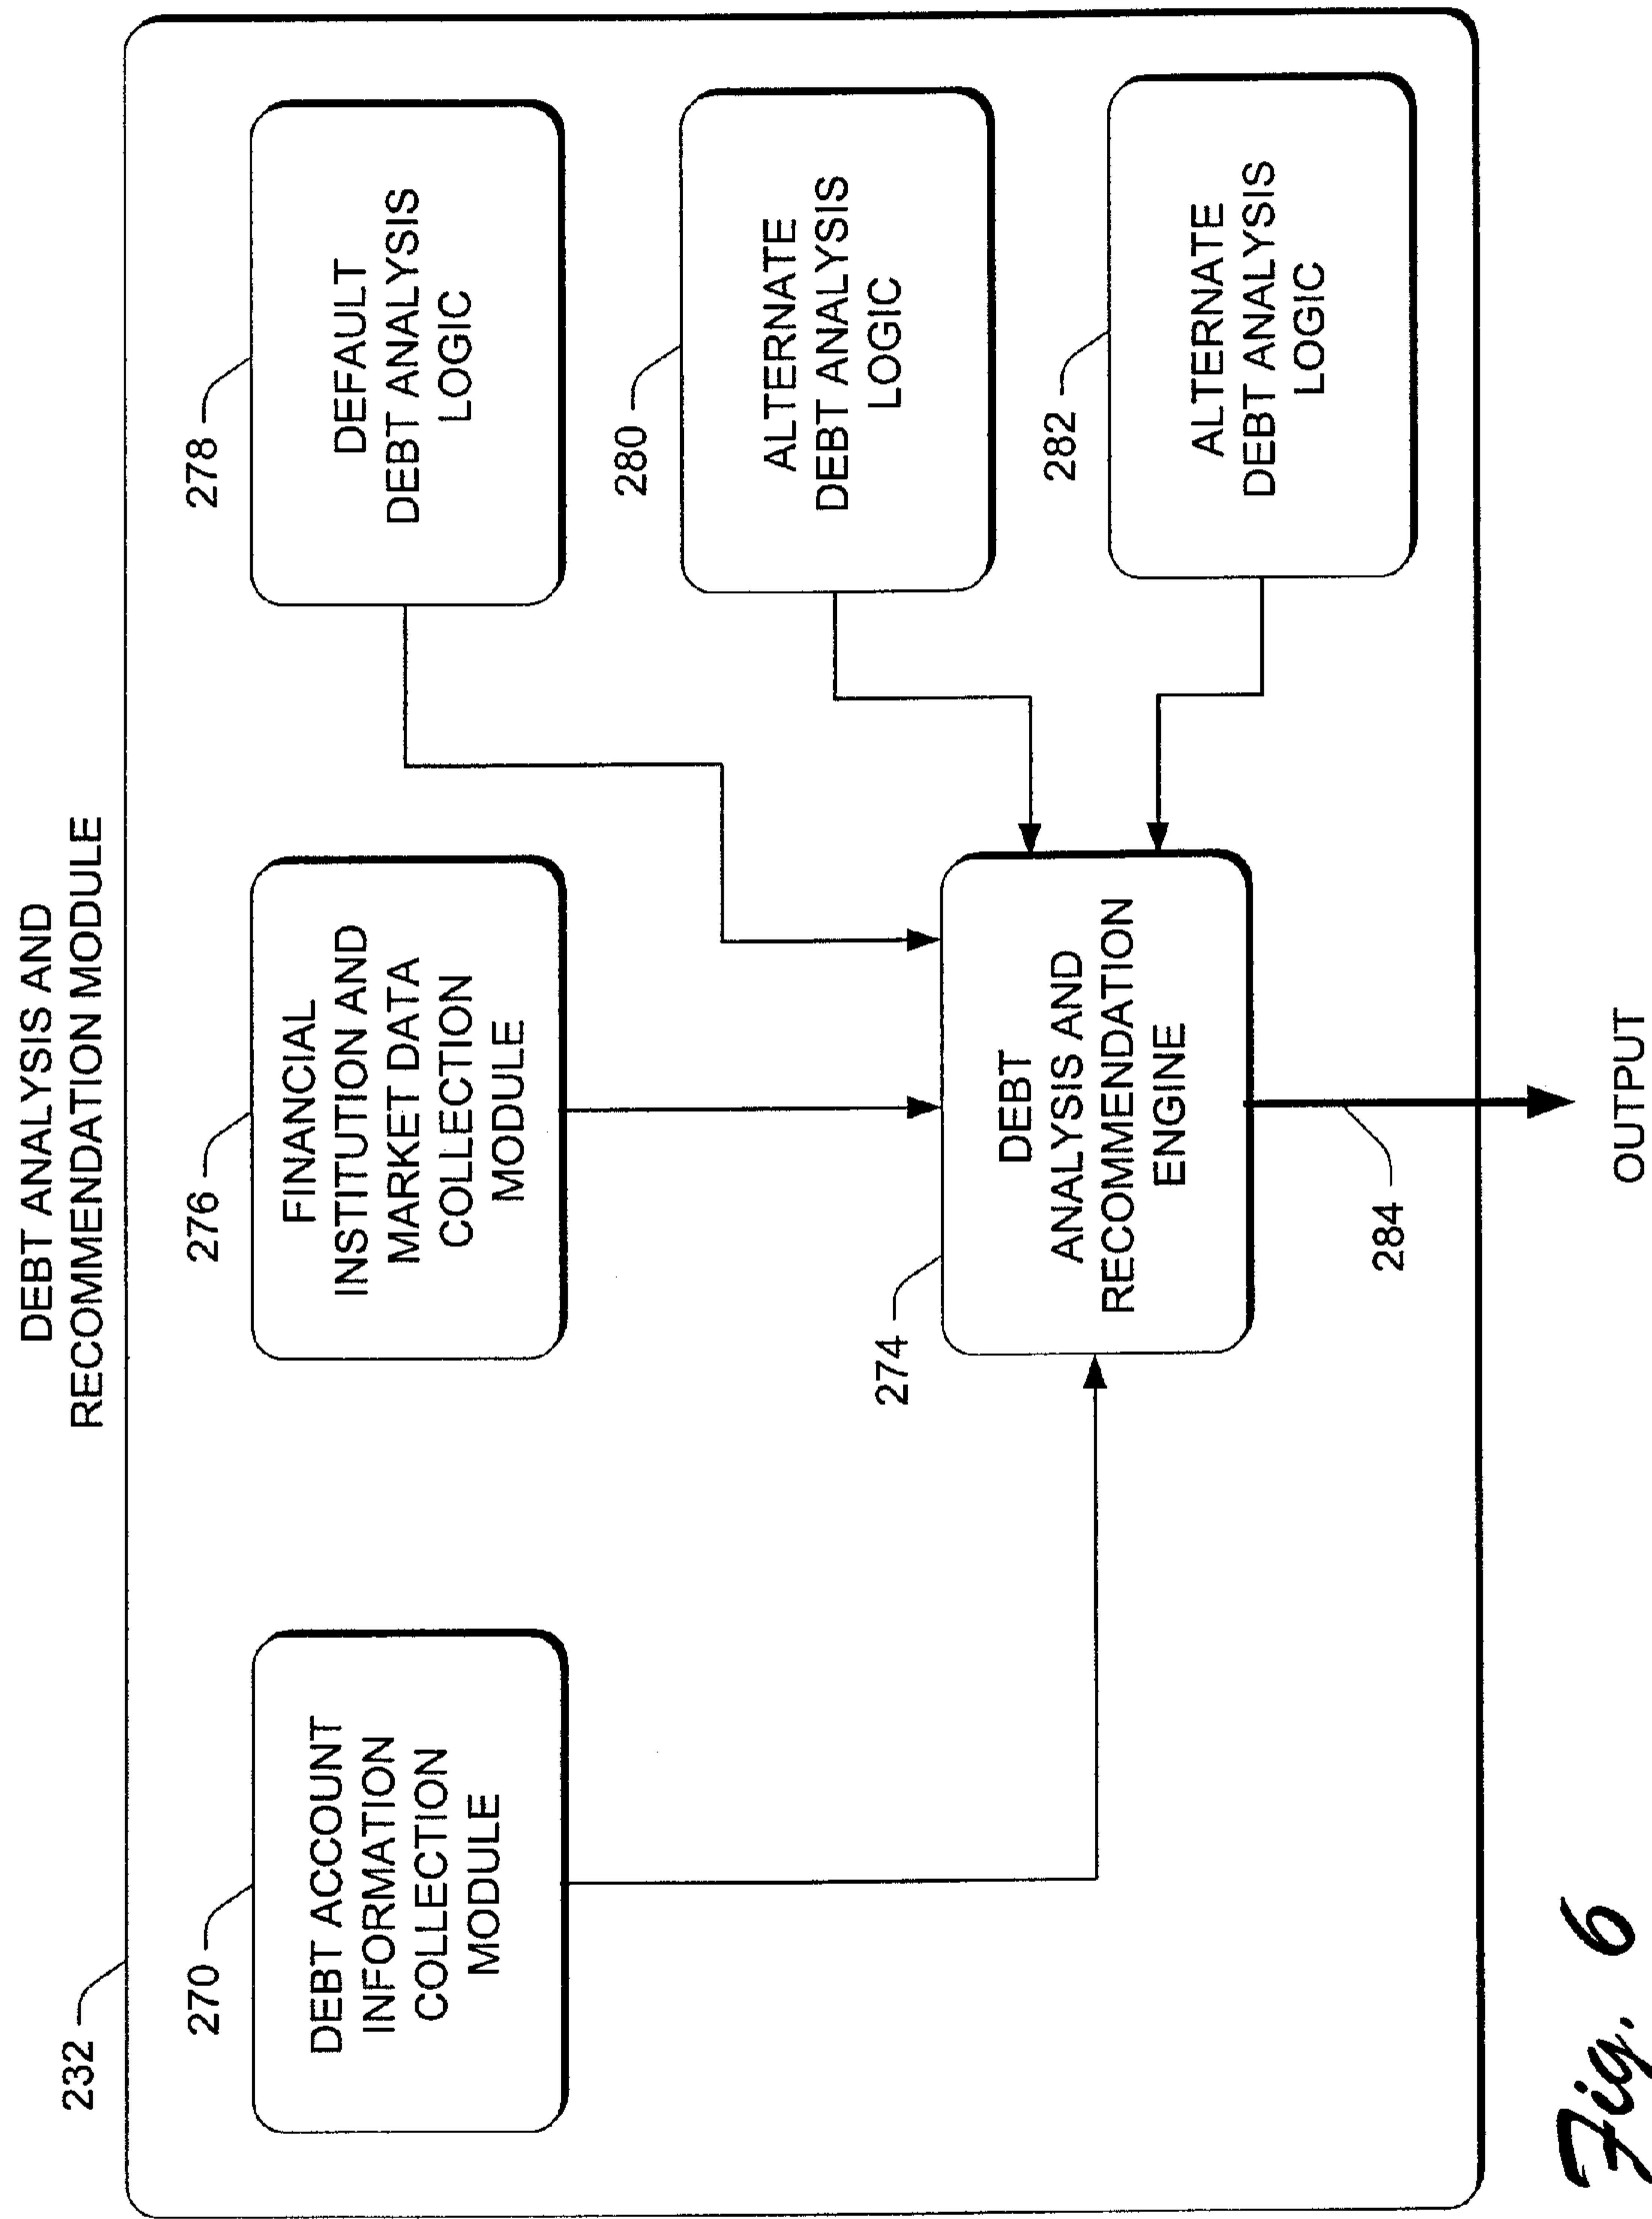 DEBT ANALYSIS AND
RECOMMENDATION MODULE
232
270
DEBT ACCOUNT
INFORMATION
COLLECTION
MODULE
276
FINANCIAL
INSTITUTION AND
MARKET DATA
COLLECTION
MODULE
278
DEFAULT
DEBT ANALYSIS
LOGIC
280
ALTERNATE
DEBT ANALYSIS
LOGIC
282
ALTERNATE
DEBT ANALYSIS
LOGIC
274
DEBT
ANALYSIS AND
RECOMMENDATION
ENGINE
284
OUTPUT
Fig. 6